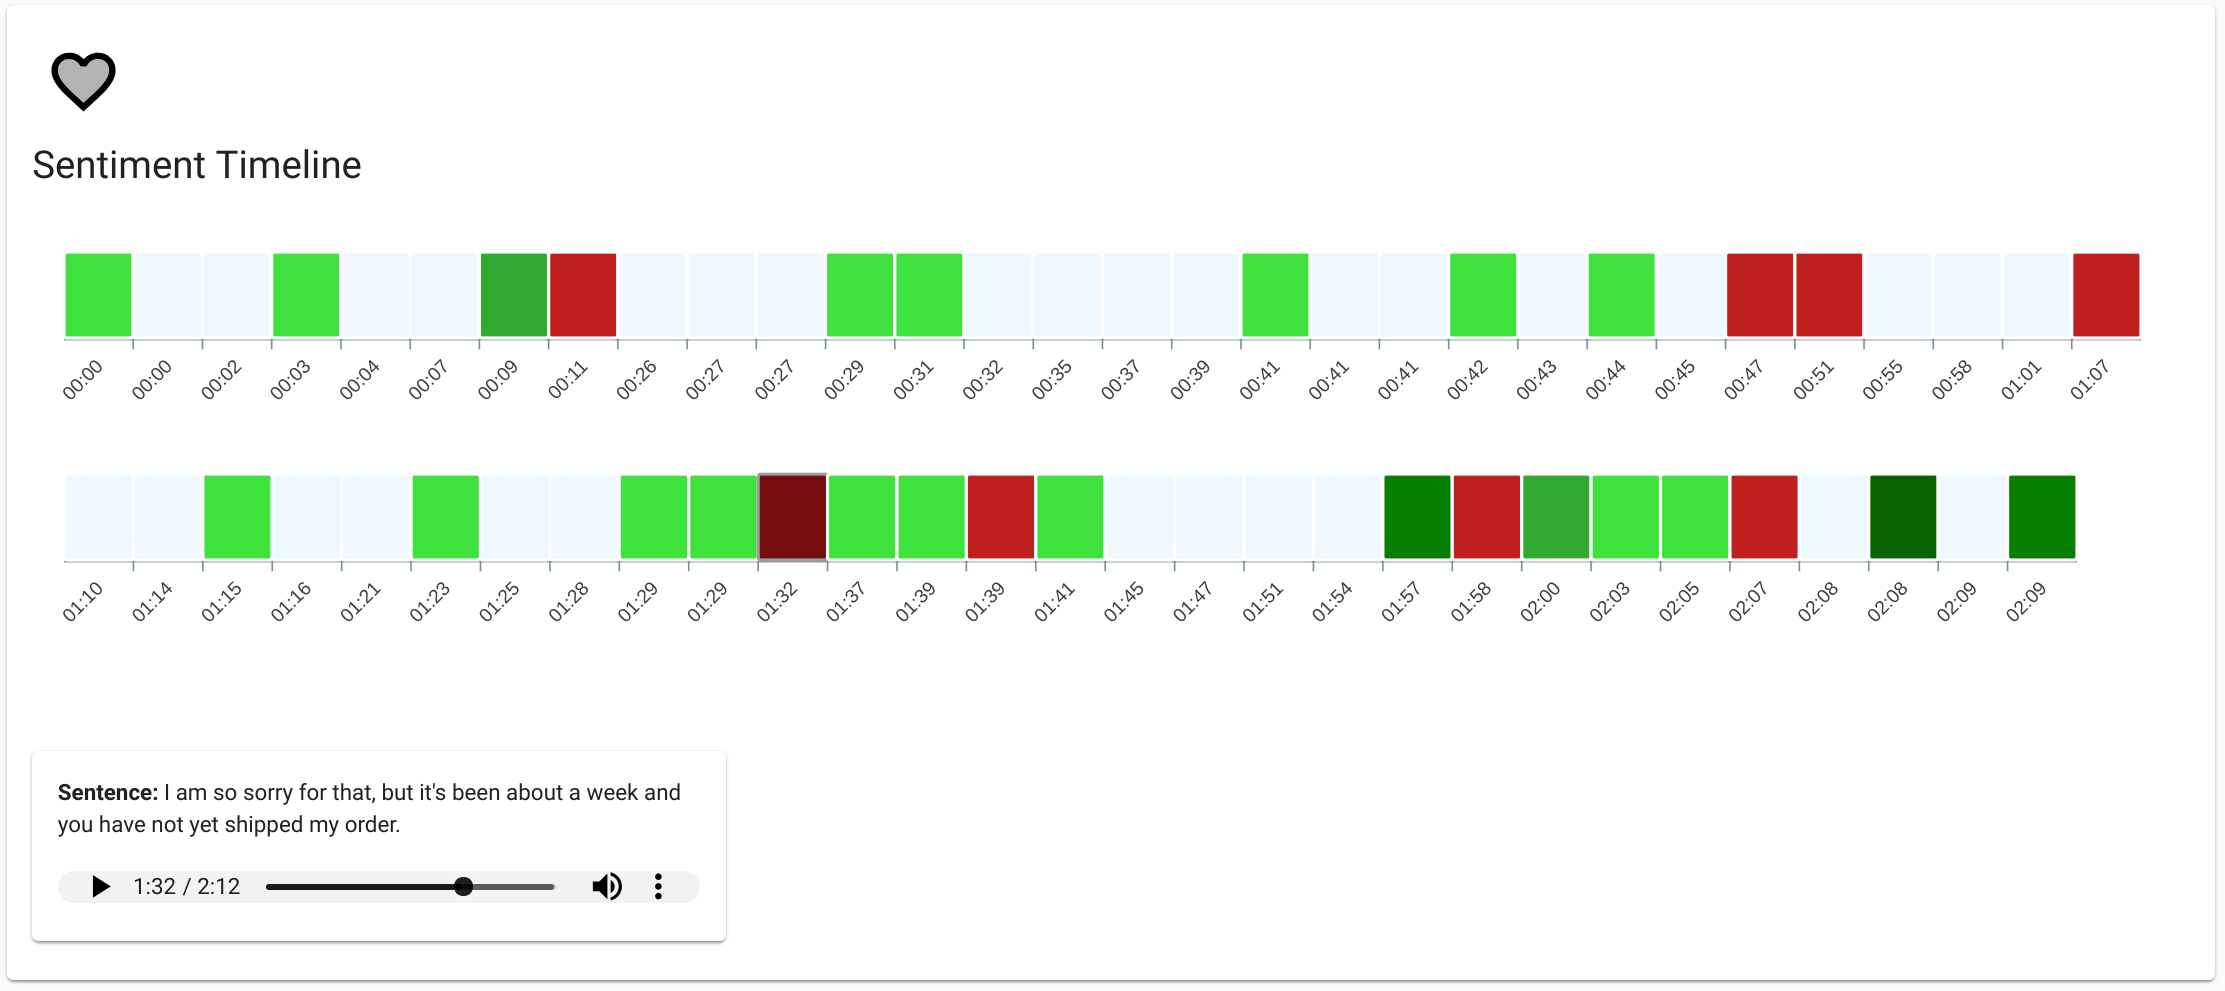 Sentiment Timeline
00:00 00:00 00:02 00:03 00:04 00:07 00:09 00:11 00:26 00:27 00:27 00:29 00:31 00:32 00:35 00:37 00:39 00:41 00:41 00:41 00:42 00:43 00:44 00:45 00:47 00:51 00:55 00:58 01:01 01:07
01:10 01:14 01:15 01:16 01:21 01:23 01:25 01:28 01:29 01:29 01:32 01:37 01:39 01:39 01:41 01:45 01:47 01:51 01:54 01:57 01:58 02:00 02:03 02:05 02:07 02:08 02:08 02:09 02:09
Sentence: I am so sorry for that, but it's been about a week and
you have not yet shipped my order.
1:32 / 2:12